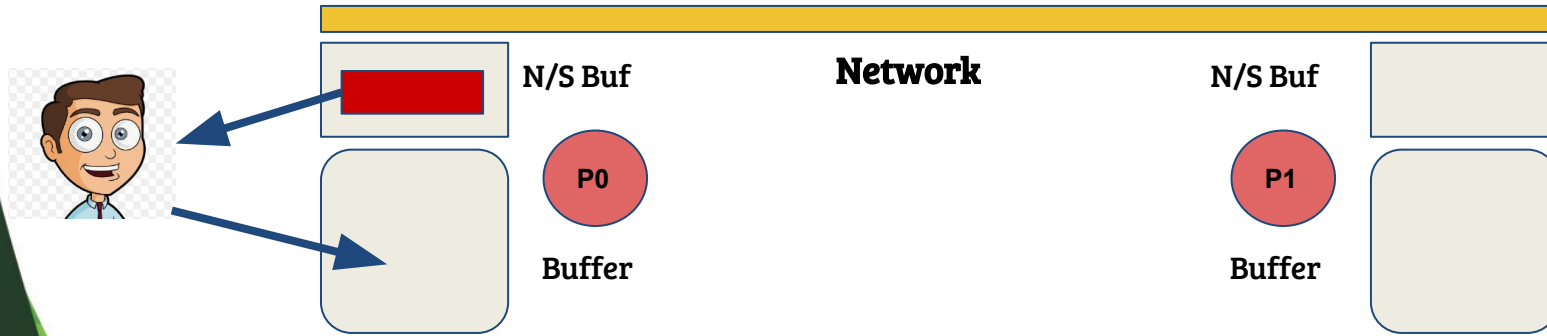 N/S Buf
Network
N/S Buf
P0
P1
Buffer
Buffer